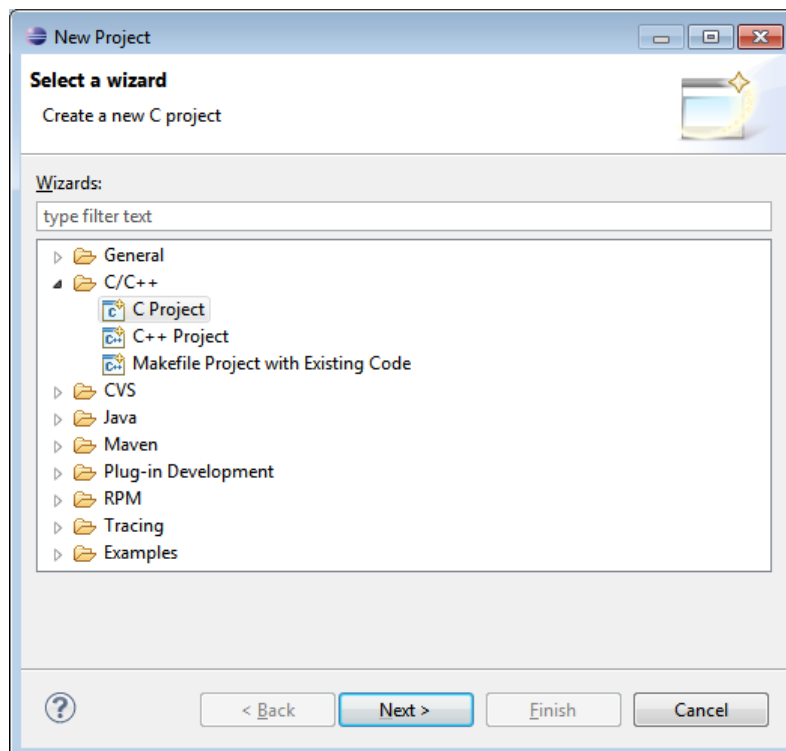 New Project
Select a wizard
Create a new C project
Wizards:
type filter text
General
C/C++
C Project
C++ Project
Makefile Project with Existing Code
CVS
Java
Maven
Plug-in Development
RPM
Tracing
Examples
? < Back Next > Finish Cancel